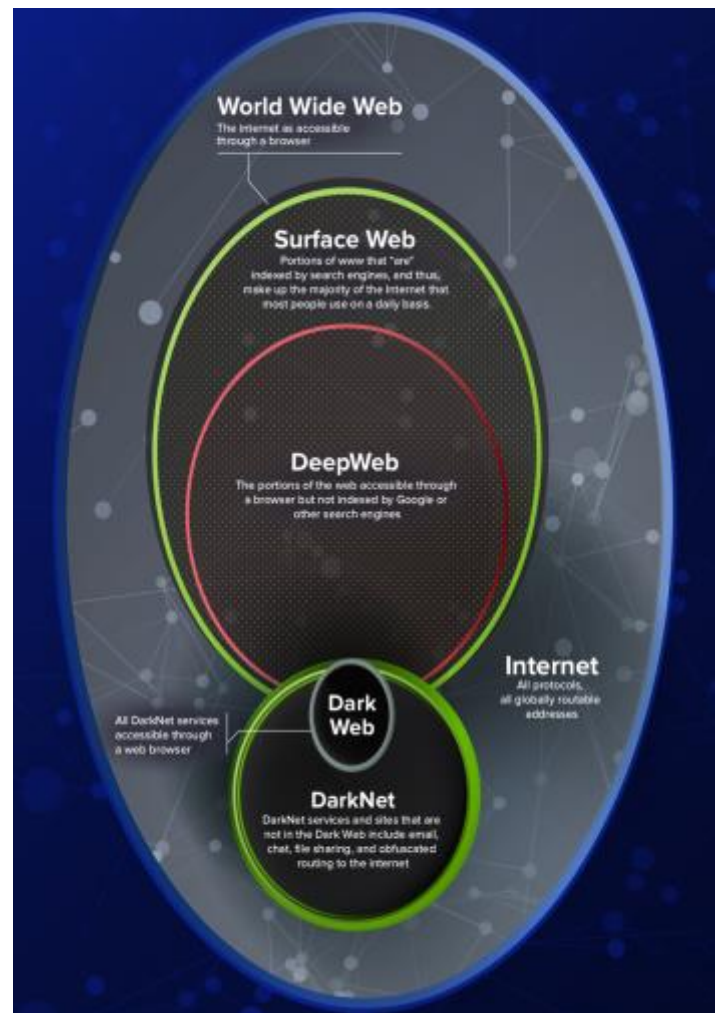 World Wide Web
The Internet as accessible
through a browser
Surface Web
Portions of www that "are"
indexed by search engines, and thus,
make up the majority of the Internet that
most people use on a daily basis.
DeepWeb
The portions of the web accessible through
a browser but not indexed by Google or
other search engines
Internet
All protocols,
all globally routable
addresses
Dark
Web
All DarkNet services
accessible through
a web browser
DarkNet
DarkNet services and sites that are
not in the Dark Web include email,
chat, file sharing, and obfuscated
routing to the internet